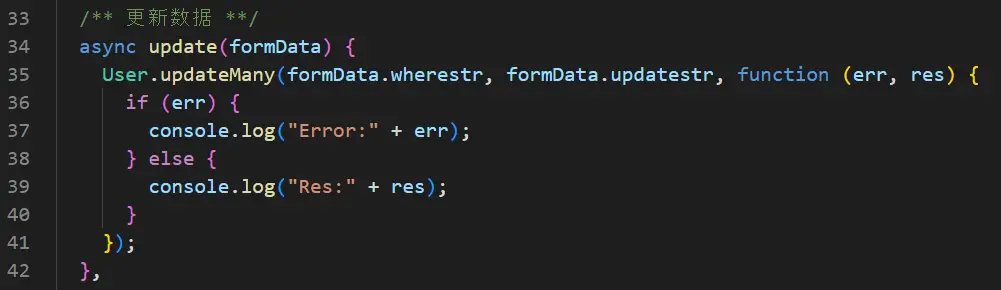 33 /** 更新数据 **/
34 async update(formData) {
35 User.updateMany(formData.wherestr, formData.updatestr, function (err, res) {
36 if (err) {
37 console.log("Error:" + err);
38 } else {
39 console.log("Res:" + res);
40 }
41 });
42 },